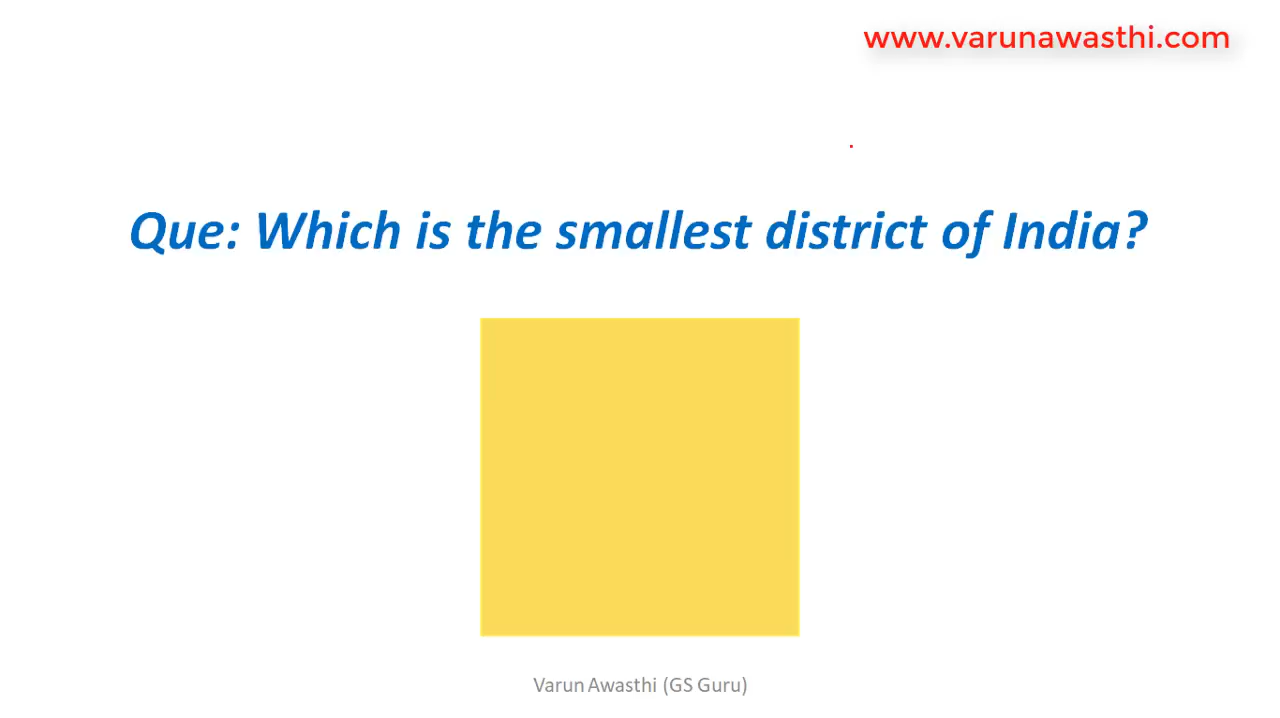 www.varunawasthi.com
Que: Which is the smallest district of India?
Varun Awasthi (GS Guru)